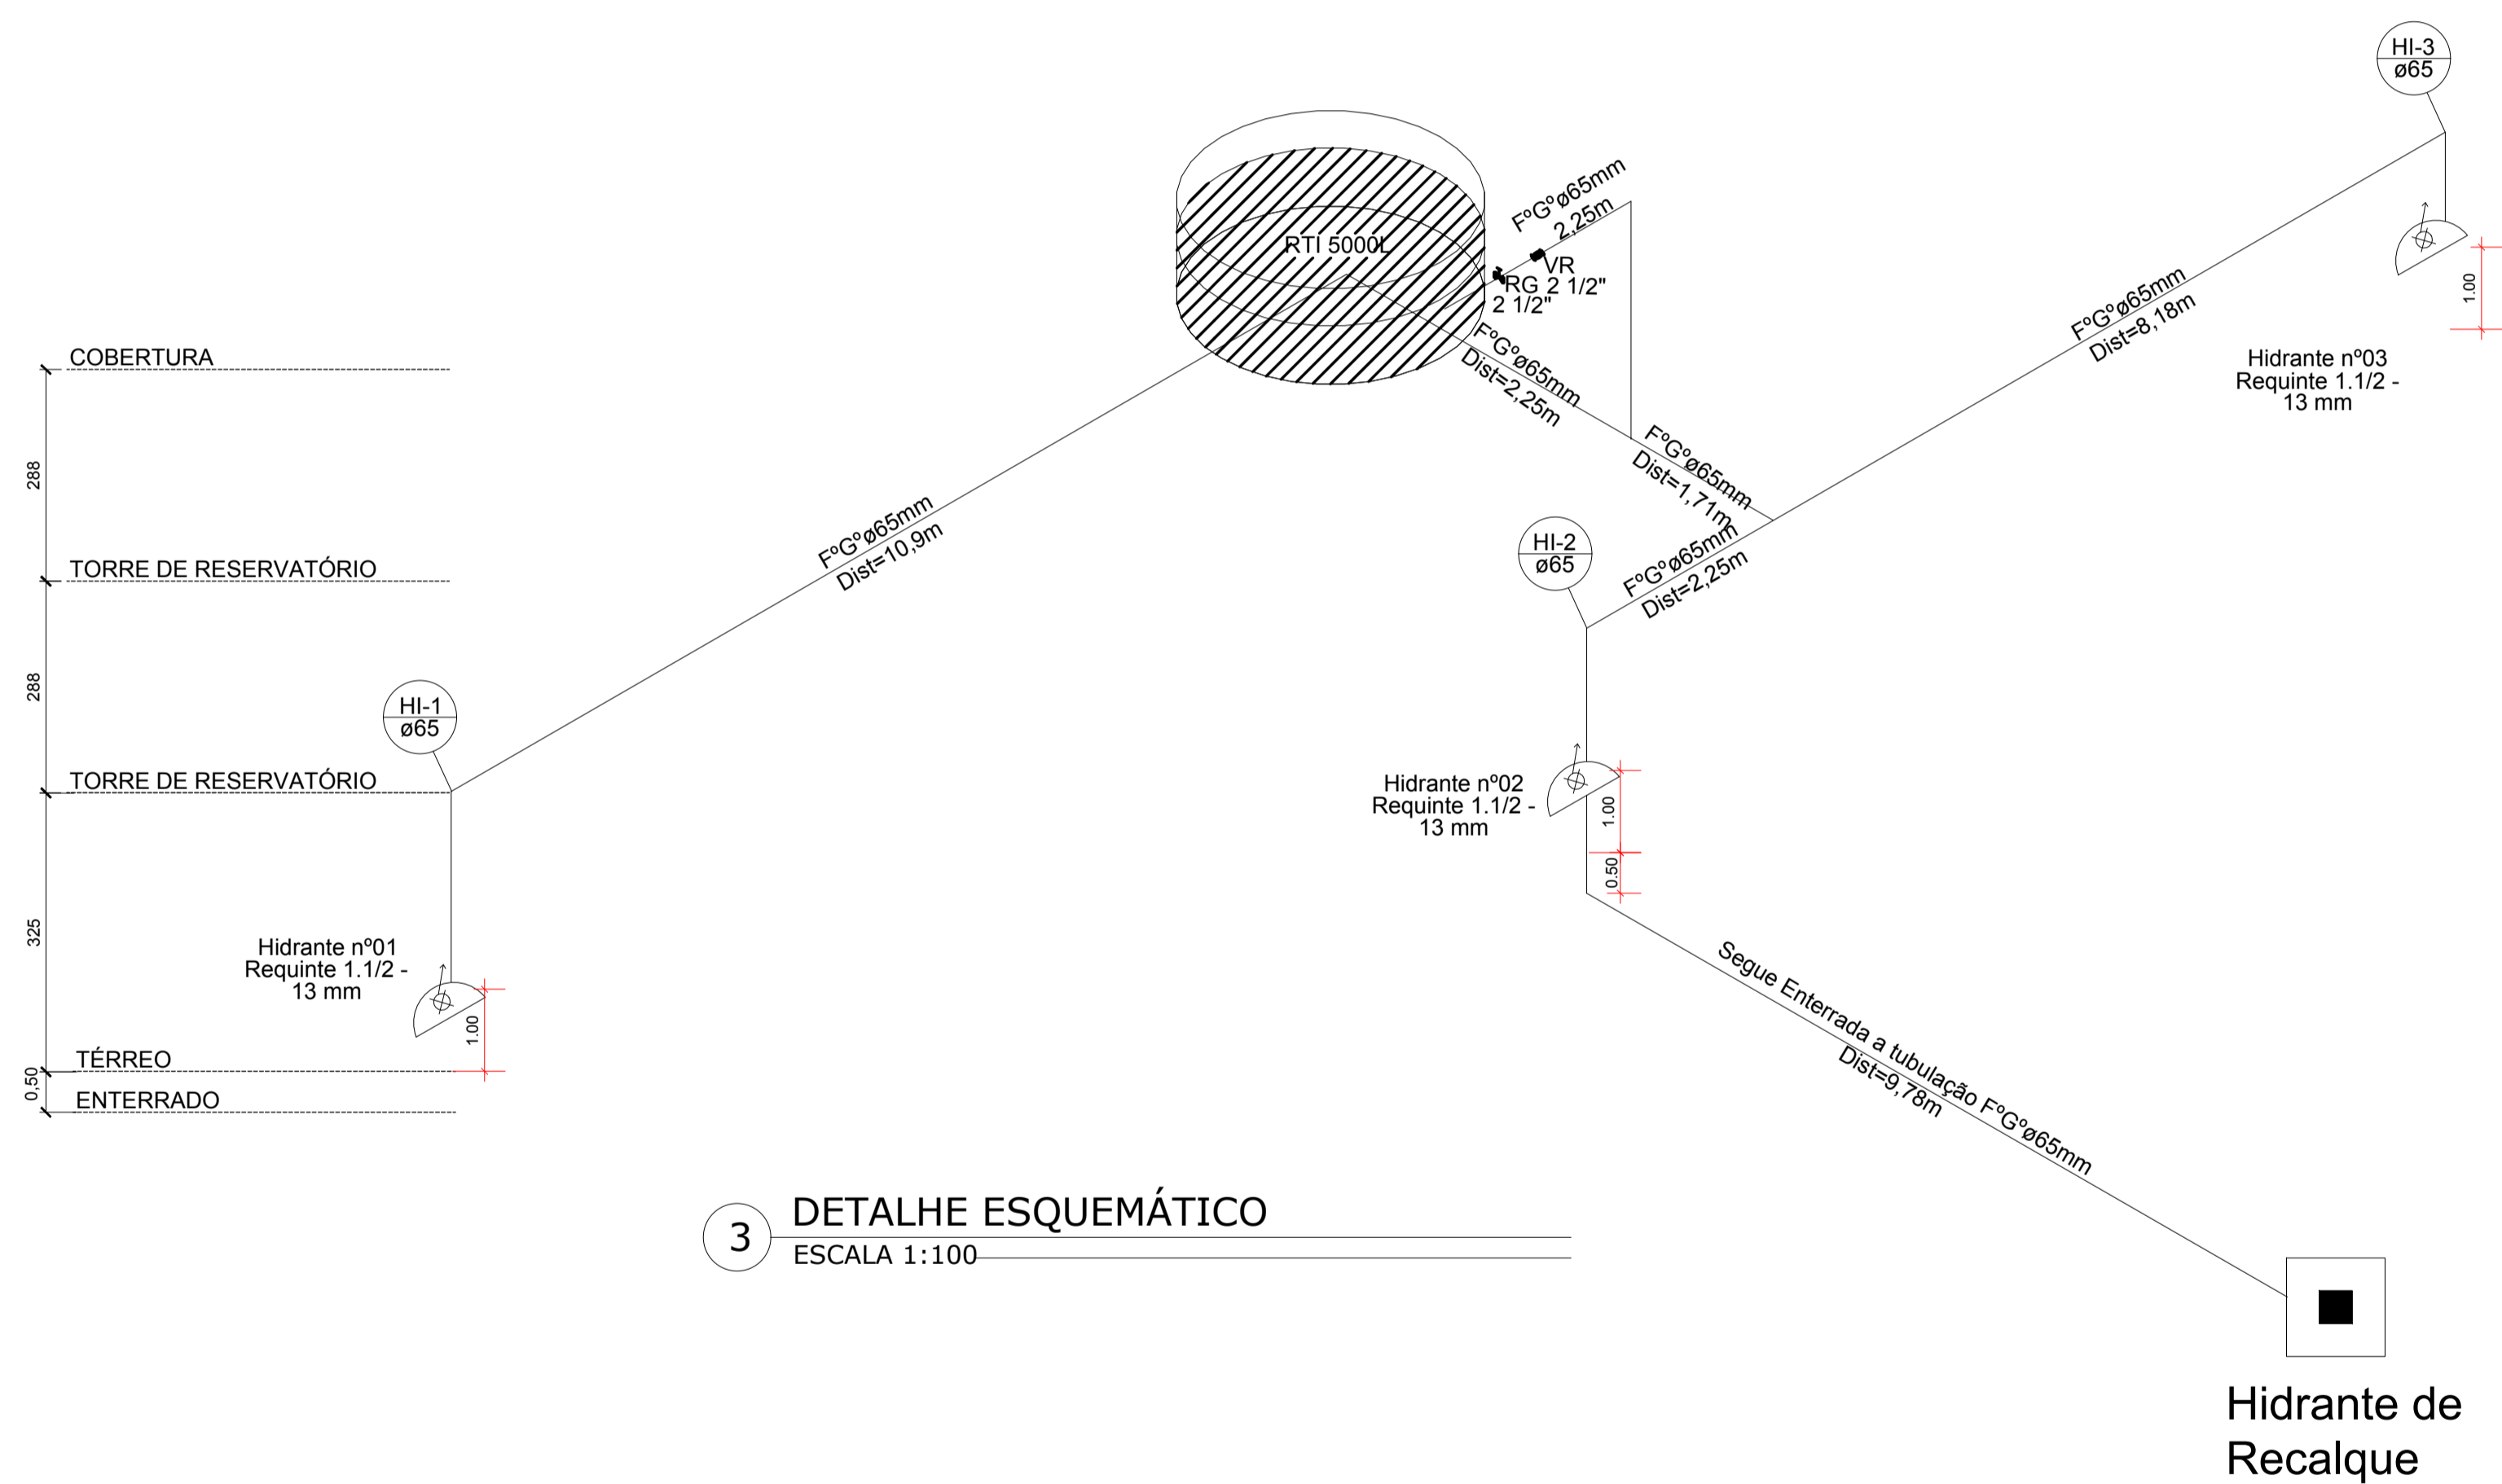 HI-3
ø65
FºGºø65mm
2,25m
RTI 5000L
VR
RG 2 1/2"
2 1/2"
FºGºø65mm
Dist=2,25m
FºGºø65mm
Dist=8,18m
1.00
Hidrante nº03
Requinte 1.1/2 -
13 mm
COBERTURA
288
FºGºø65mm
Dist=1,71m
FºGºø65mm
Dist=10,9m
FºGºø65mm
Dist=2,25m
HI-2
ø65
TORRE DE RESERVATÓRIO
288
HI-1
ø65
TORRE DE RESERVATÓRIO
Hidrante nº02
Requinte 1.1/2 -
13 mm
1.00
0.50
325
Hidrante nº01
Requinte 1.1/2 -
13 mm
1.00
TÉRREO
0,50
ENTERRADO
Segue Enterrada a tubulação FºGºø65mm
Dist=9,78m
3
DETALHE ESQUEMÁTICO
ESCALA 1:100
Hidrante de
Recalque